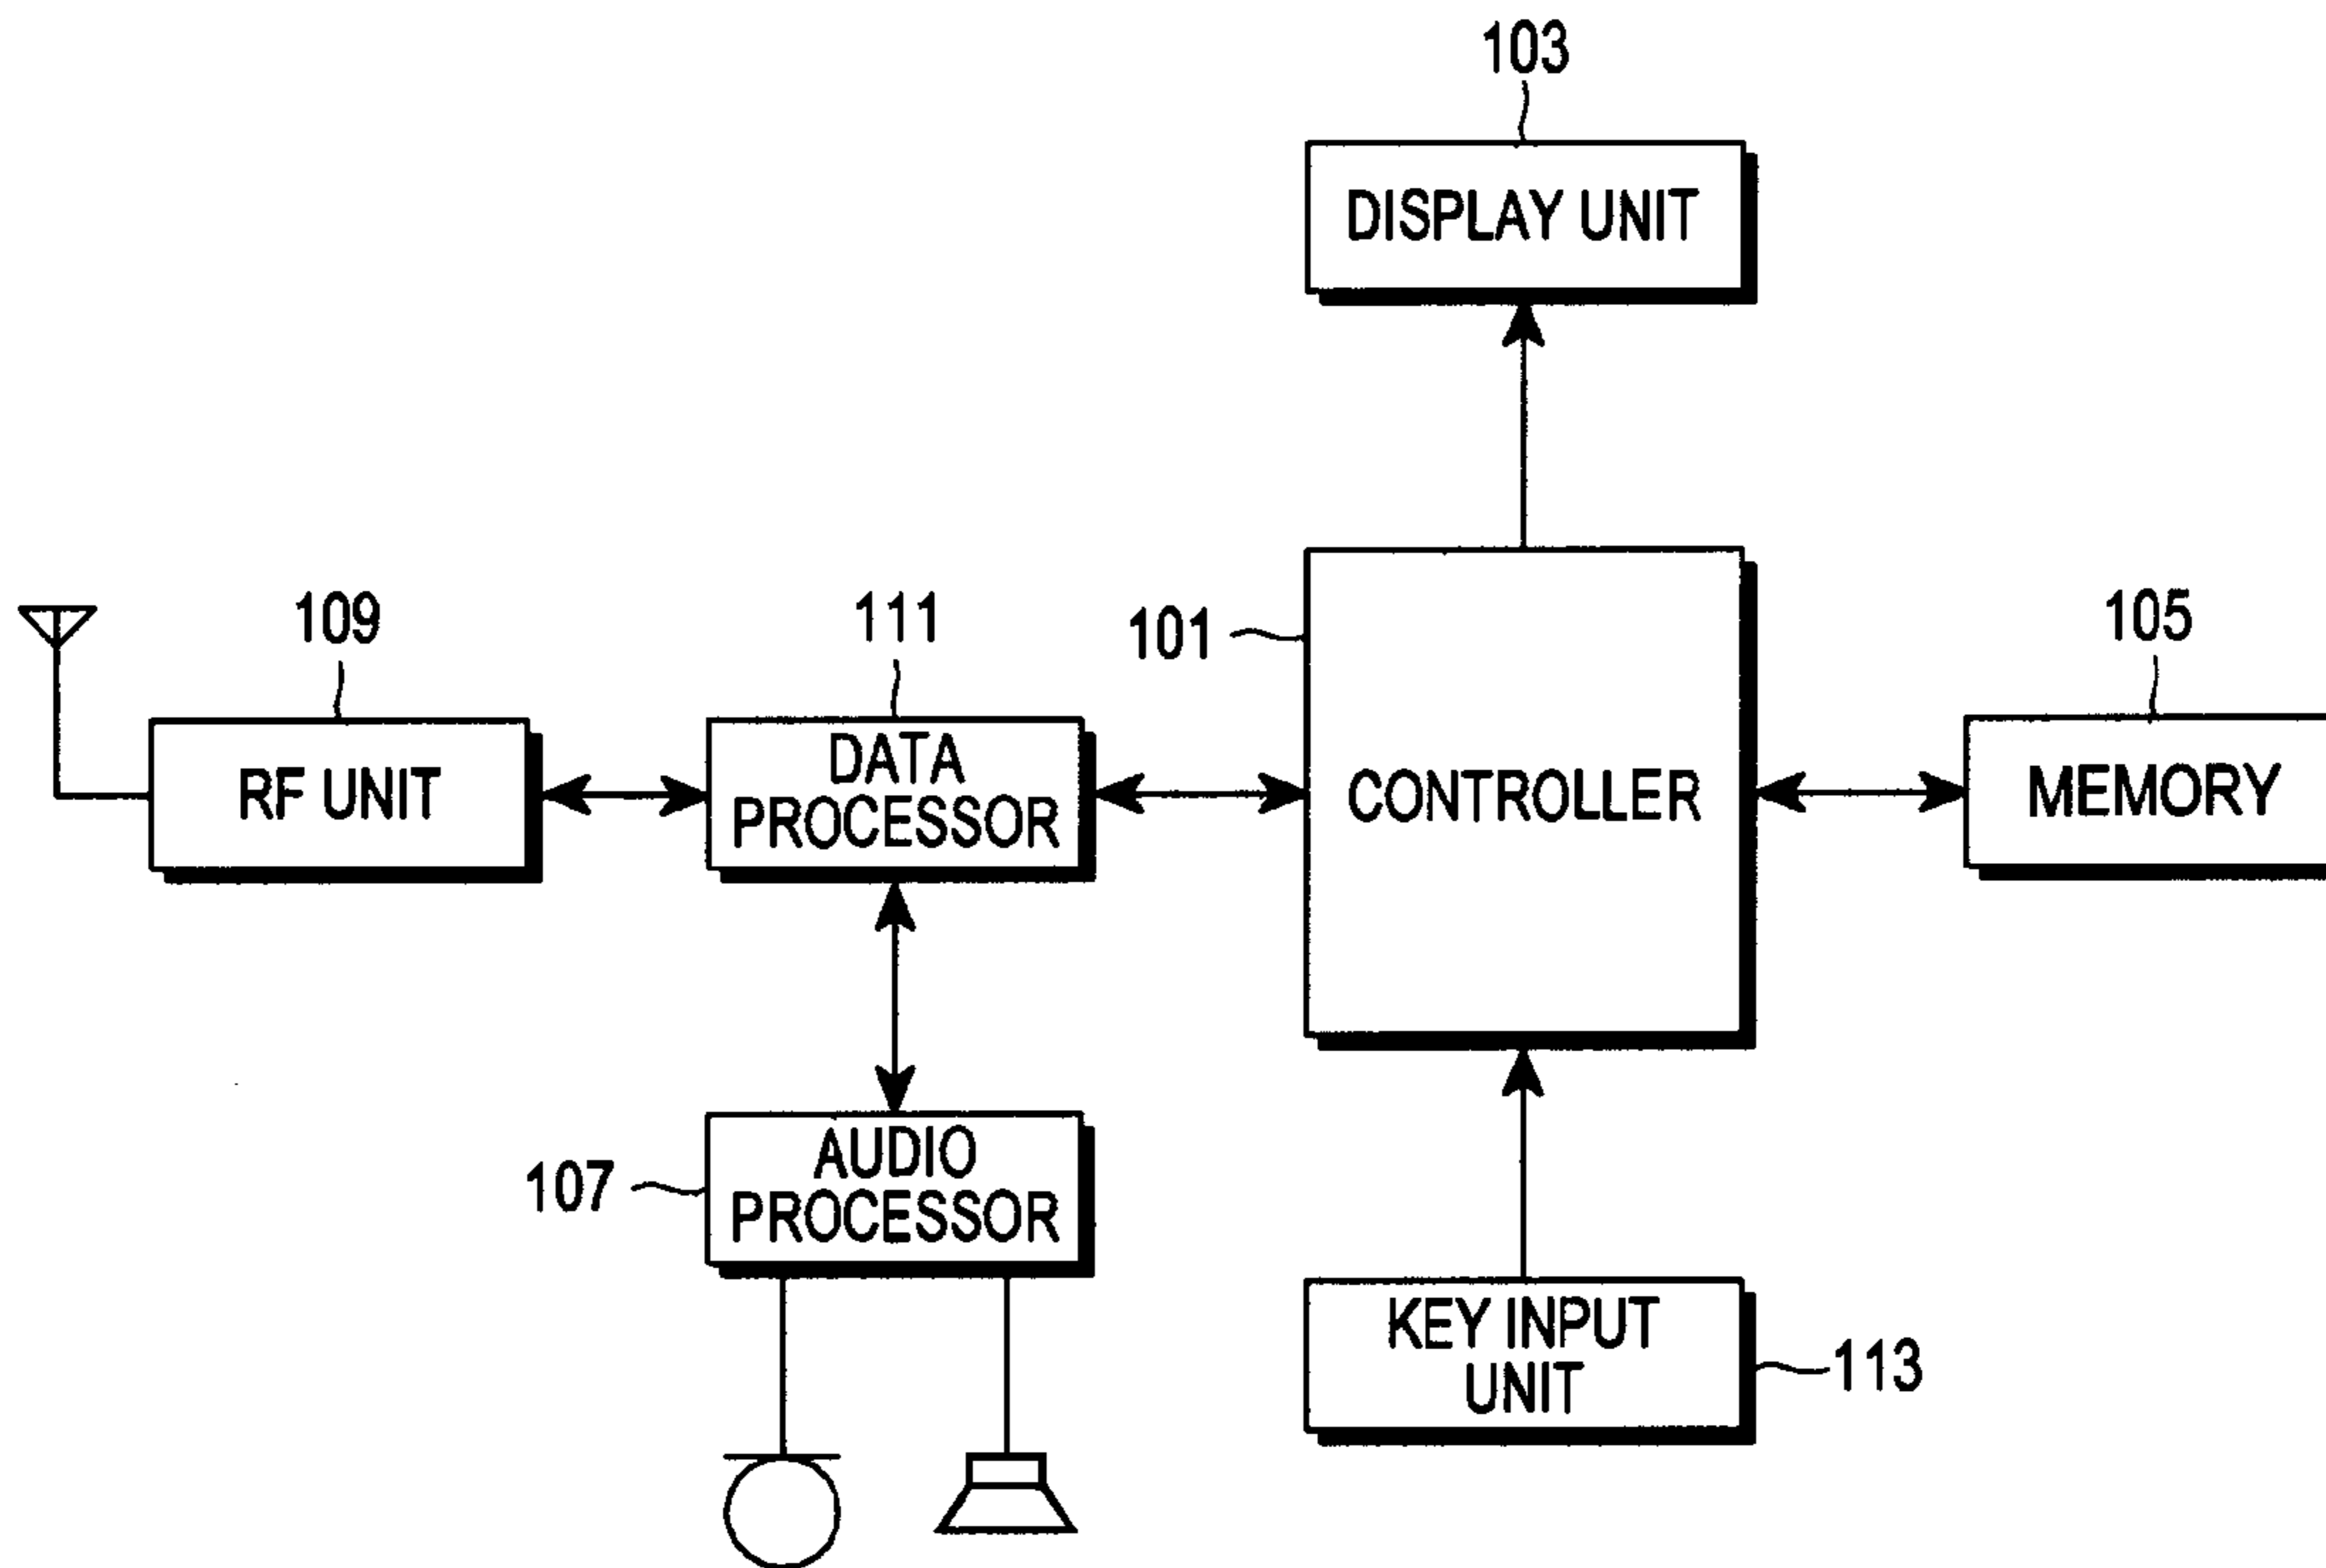 103
DISPLAY UNIT
109
111
101
105
RF UNIT
DATA
PROCESSOR
CONTROLLER
MEMORY
107
AUDIO
PROCESSOR
KEY INPUT
UNIT
113